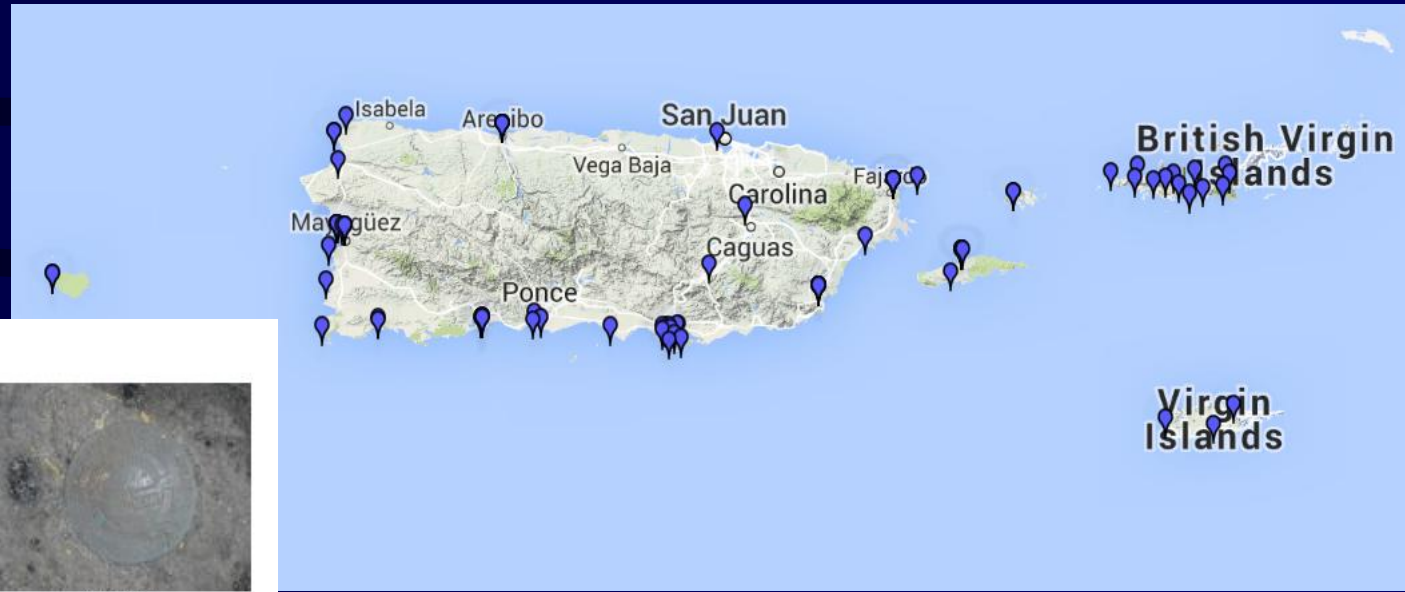 Isabela
Arecibo
San Juan
Vega Baja
British Virgin
Islands
Fajardo
Carolina
Mayagüez
Caguas
Ponce
Virgin
Islands